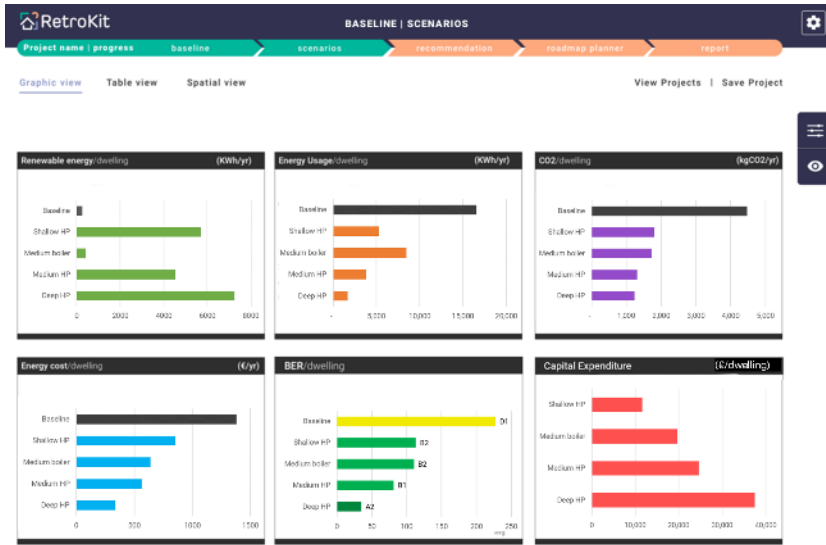 RetroKit
BASELINE | SCENARIOS
Project name | progress baseline scenarios recommendation roadmap planner report
Graphic view Table view Spatial view View Projects | Save Project
Renewable energy/dwelling (KWh/yr)
Baseline
Shallow HP
Medium boiler
Medium HP
Deep HP
0 2000 4000 6000 8000
Energy Usage/dwelling (KWh/yr)
Baseline
Shallow HP
Medium boiler
Medium HP
Deep HP
- 5,000 10,000 15,000 20,000
CO2/dwelling (kgCO2/yr)
Baseline
Shallow HP
Medium boiler
Medium HP
Deep HP
- 1,000 2,000 3,000 4,000 5,000
Energy cost/dwelling (€/yr)
Baseline
Shallow HP
Medium boiler
Medium HP
Deep HP
0 500 1000 1500
BER/dwelling
Baseline D1
Shallow HP B2
Medium boiler B2
Medium HP B1
Deep HP A2
0 50 100 150 200 250
Capital Expenditure (€/dwelling)
Shallow HP
Medium boiler
Medium HP
Deep HP
0 10,000 20,000 30,000 40,000